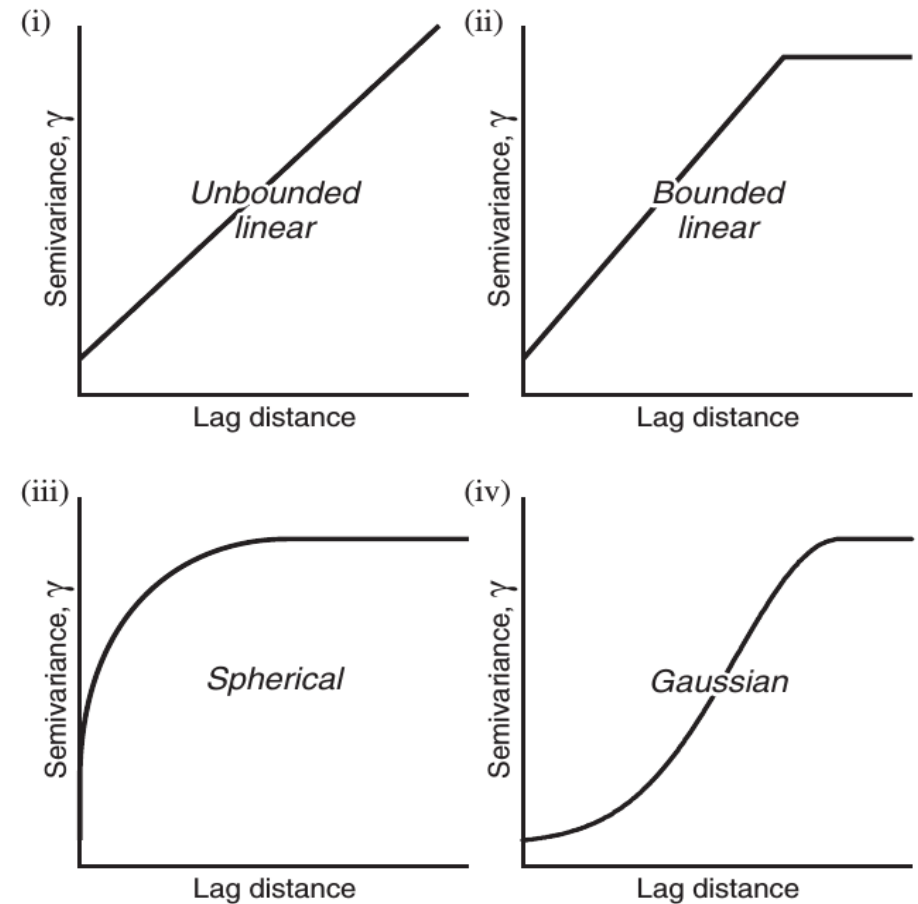 (i)
Semivariance, γ
Unbounded
linear
Lag distance
(ii)
Semivariance, γ
Bounded
linear
Lag distance
(iii)
Semivariance, γ
Spherical
Lag distance
(iv)
Semivariance, γ
Gaussian
Lag distance